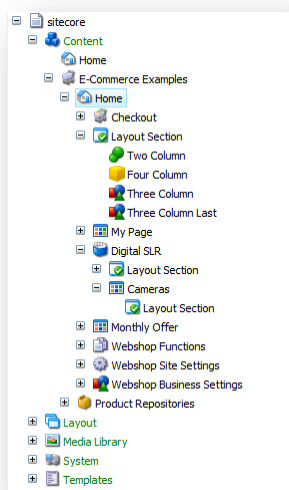 sitecore
Content
Home
E-Commerce Examples
Home
Checkout
Layout Section
Two Column
Four Column
Three Column
Three Column Last
My Page
Digital SLR
Layout Section
Cameras
Layout Section
Monthly Offer
Webshop Functions
Webshop Site Settings
Webshop Business Settings
Product Repositories
Layout
Media Library
System
Templates